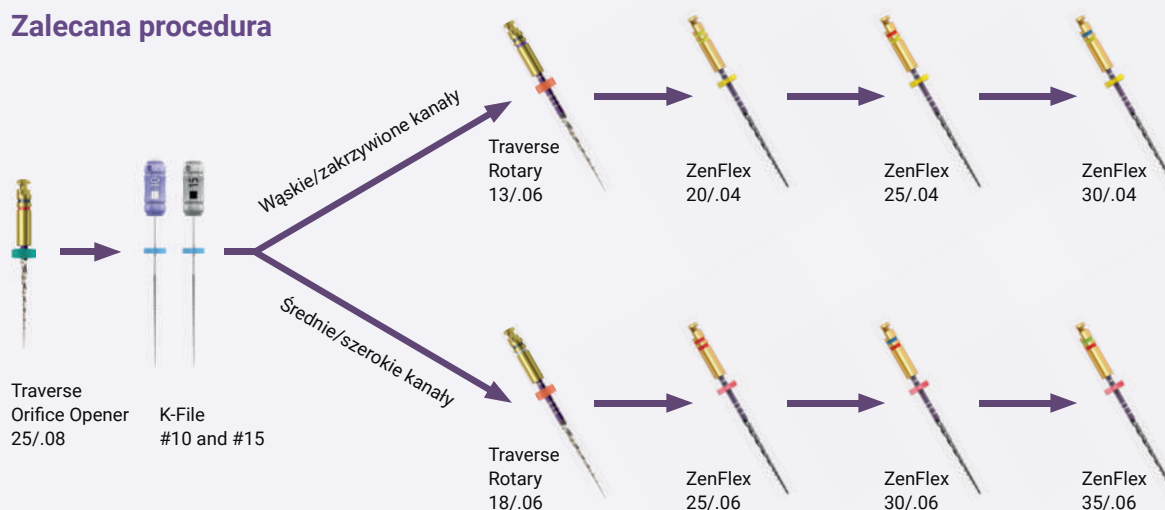 Zalecana procedura
Traverse
Orifice Opener
25/.08
10
15
K-File
#10 and #15
Wąskie/zakrzywione kanały
Traverse
Rotary
13/.06
ZenFlex
20/.04
ZenFlex
25/.04
ZenFlex
30/.04
Średnie/szerokie kanały
Traverse
Rotary
18/.06
ZenFlex
25/.06
ZenFlex
30/.06
ZenFlex
35/.06